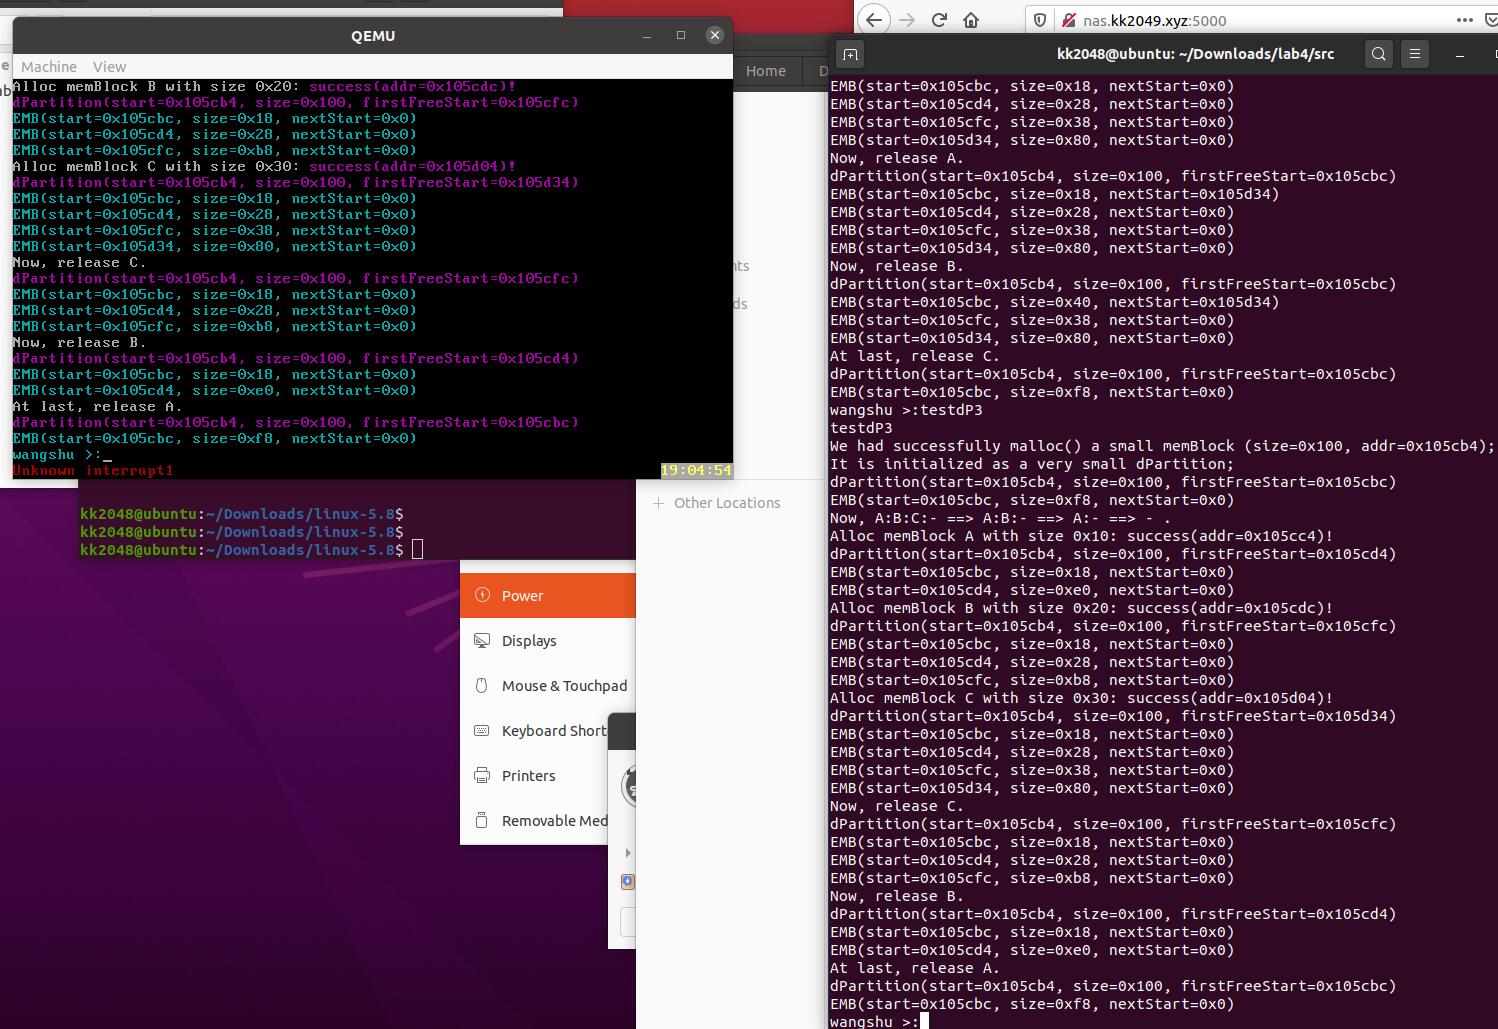 QEMU
Machine View
Alloc memBlock B with size 0x20: success(addr=0x105cdc)!
dPartition(start=0x105cb4, size=0x100, firstFreeStart=0x105cfc)
EMB(start=0x105cbc, size=0x18, nextStart=0x0)
EMB(start=0x105cd4, size=0x28, nextStart=0x0)
EMB(start=0x105cfc, size=0xb8, nextStart=0x0)
Alloc memBlock C with size 0x30: success(addr=0x105d04)!
dPartition(start=0x105cb4, size=0x100, firstFreeStart=0x105d34)
EMB(start=0x105cbc, size=0x18, nextStart=0x0)
EMB(start=0x105cd4, size=0x28, nextStart=0x0)
EMB(start=0x105cfc, size=0x38, nextStart=0x0)
EMB(start=0x105d34, size=0x80, nextStart=0x0)
Now, release C.
dPartition(start=0x105cb4, size=0x100, firstFreeStart=0x105cfc)
EMB(start=0x105cbc, size=0x18, nextStart=0x0)
EMB(start=0x105cd4, size=0x28, nextStart=0x0)
EMB(start=0x105cfc, size=0xb8, nextStart=0x0)
Now, release B.
dPartition(start=0x105cb4, size=0x100, firstFreeStart=0x105cd4)
EMB(start=0x105cbc, size=0x18, nextStart=0x0)
EMB(start=0x105cd4, size=0xe0, nextStart=0x0)
At last, release A.
dPartition(start=0x105cb4, size=0x100, firstFreeStart=0x105cbc)
EMB(start=0x105cbc, size=0xf8, nextStart=0x0)
wangshu >:_
Unknown interrupt1 19:04:54
kk2048@ubuntu:~/Downloads/linux-5.8$
kk2048@ubuntu:~/Downloads/linux-5.8$
kk2048@ubuntu:~/Downloads/linux-5.8$
Power
Displays
Mouse & Touchpad
Keyboard Short
Printers
Removable Med
Home D
nts
ds
+ Other Locations
nas.kk2049.xyz:5000
kk2048@ubuntu: ~/Downloads/lab4/src
EMB(start=0x105cbc, size=0x18, nextStart=0x0)
EMB(start=0x105cd4, size=0x28, nextStart=0x0)
EMB(start=0x105cfc, size=0x38, nextStart=0x0)
EMB(start=0x105d34, size=0x80, nextStart=0x0)
Now, release A.
dPartition(start=0x105cb4, size=0x100, firstFreeStart=0x105cbc)
EMB(start=0x105cbc, size=0x18, nextStart=0x105d34)
EMB(start=0x105cd4, size=0x28, nextStart=0x0)
EMB(start=0x105cfc, size=0x38, nextStart=0x0)
EMB(start=0x105d34, size=0x80, nextStart=0x0)
Now, release B.
dPartition(start=0x105cb4, size=0x100, firstFreeStart=0x105cbc)
EMB(start=0x105cbc, size=0x40, nextStart=0x105d34)
EMB(start=0x105cfc, size=0x38, nextStart=0x0)
EMB(start=0x105d34, size=0x80, nextStart=0x0)
At last, release C.
dPartition(start=0x105cb4, size=0x100, firstFreeStart=0x105cbc)
EMB(start=0x105cbc, size=0xf8, nextStart=0x0)
wangshu >:testdP3
testdP3
We had successfully malloc() a small memBlock (size=0x100, addr=0x105cb4);
It is initialized as a very small dPartition;
dPartition(start=0x105cb4, size=0x100, firstFreeStart=0x105cbc)
EMB(start=0x105cbc, size=0xf8, nextStart=0x0)
Now, A:B:C:- ==> A:B:- ==> A:- ==> - .
Alloc memBlock A with size 0x10: success(addr=0x105cc4)!
dPartition(start=0x105cb4, size=0x100, firstFreeStart=0x105cd4)
EMB(start=0x105cbc, size=0x18, nextStart=0x0)
EMB(start=0x105cd4, size=0xe0, nextStart=0x0)
Alloc memBlock B with size 0x20: success(addr=0x105cdc)!
dPartition(start=0x105cb4, size=0x100, firstFreeStart=0x105cfc)
EMB(start=0x105cbc, size=0x18, nextStart=0x0)
EMB(start=0x105cd4, size=0x28, nextStart=0x0)
EMB(start=0x105cfc, size=0xb8, nextStart=0x0)
Alloc memBlock C with size 0x30: success(addr=0x105d04)!
dPartition(start=0x105cb4, size=0x100, firstFreeStart=0x105d34)
EMB(start=0x105cbc, size=0x18, nextStart=0x0)
EMB(start=0x105cd4, size=0x28, nextStart=0x0)
EMB(start=0x105cfc, size=0x38, nextStart=0x0)
EMB(start=0x105d34, size=0x80, nextStart=0x0)
Now, release C.
dPartition(start=0x105cb4, size=0x100, firstFreeStart=0x105cfc)
EMB(start=0x105cbc, size=0x18, nextStart=0x0)
EMB(start=0x105cd4, size=0x28, nextStart=0x0)
EMB(start=0x105cfc, size=0xb8, nextStart=0x0)
Now, release B.
dPartition(start=0x105cb4, size=0x100, firstFreeStart=0x105cd4)
EMB(start=0x105cbc, size=0x18, nextStart=0x0)
EMB(start=0x105cd4, size=0xe0, nextStart=0x0)
At last, release A.
dPartition(start=0x105cb4, size=0x100, firstFreeStart=0x105cbc)
EMB(start=0x105cbc, size=0xf8, nextStart=0x0)
wangshu >: